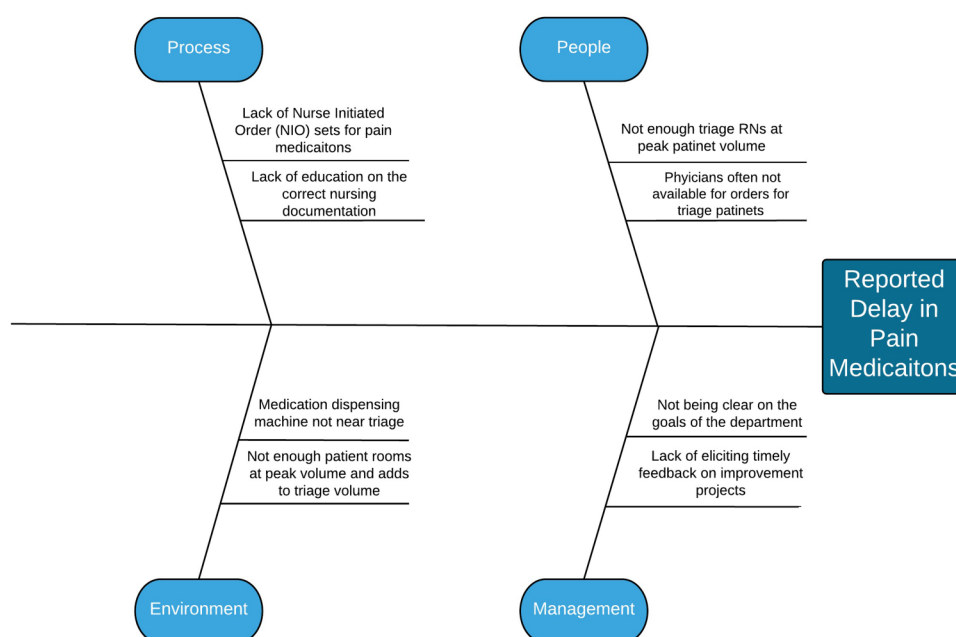 Process
People
Lack of Nurse Initiated
Order (NIO) sets for pain
medicaitons
Lack of education on the
correct nursing
documentation
Not enough triage RNs at
peak patinet volume
Phyicians often not
available for orders for
triage patinets
Reported
Delay in
Pain
Medicaitons
Medication dispensing
machine not near triage
Not enough patient rooms
at peak volume and adds
to triage volume
Not being clear on the
goals of the department
Lack of eliciting timely
feedback on improvement
projects
Environment
Management